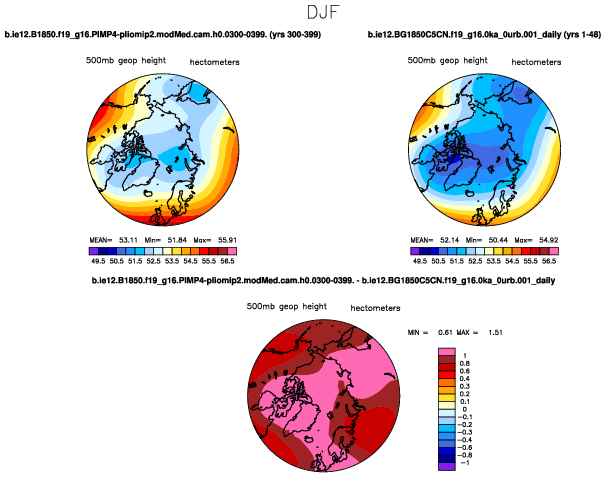 DJF
b.ie12.B1850.f19_g16.PIMP4-pliomip2.modMed.cam.h0.0300-0399. (yrs 300-399)
b.ie12.BG1850C5CN.f19_g16.0ka_0urb.001_daily (yrs 1-48)
500mb geop height hectometers
500mb geop height hectometers
MEAN= 53.11 Min= 51.84 Max= 55.91
MEAN= 52.14 Min= 50.44 Max= 54.92
49.5 50.5 51.5 52.5 53.5 54.5 55.5 56.5
49.5 50.5 51.5 52.5 53.5 54.5 55.5 56.5
b.ie12.B1850.f19_g16.PIMP4-pliomip2.modMed.cam.h0.0300-0399. - b.ie12.BG1850C5CN.f19_g16.0ka_0urb.001_daily
500mb geop height hectometers
MIN = 0.61 MAX = 1.51
1
0.8
0.6
0.5
0.4
0.3
0.2
0.1
0
-0.1
-0.2
-0.3
-0.4
-0.5
-0.6
-0.8
-1